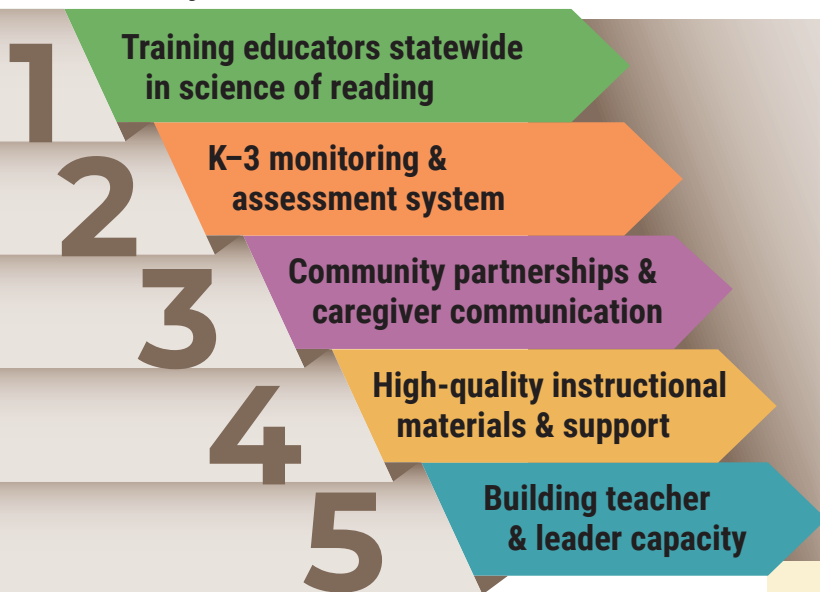 1
Training educators statewide
in science of reading
2
K–3 monitoring &
assessment system
3
Community partnerships &
caregiver communication
4
High-quality instructional
materials & support
5
Building teacher
& leader capacity